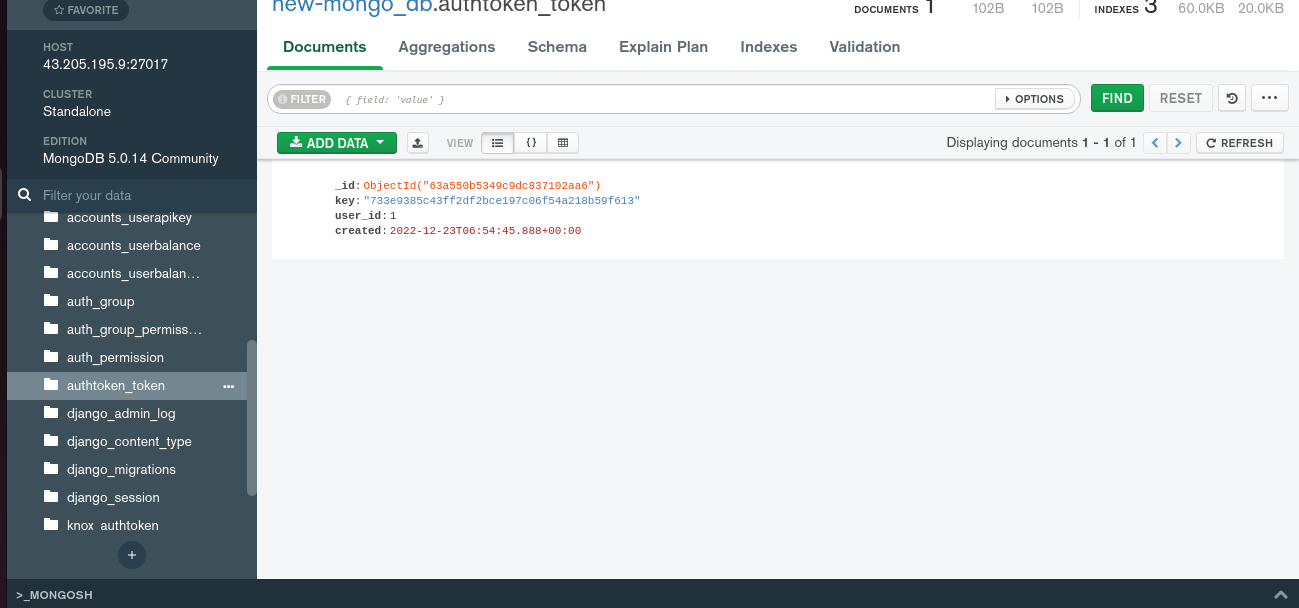 FAVORITE
HOST
43.205.195.9:27017
CLUSTER
Standalone
EDITION
MongoDB 5.0.14 Community
Filter your data
accounts_userapikey
accounts_userbalance
accounts_userbalan…
auth_group
auth_group_permiss…
auth_permission
authtoken_token
django_admin_log
django_content_type
django_migrations
django_session
knox_authtoken
+
>_MONGOSH
new-mongo_db.authtoken_token
DOCUMENTS 1 102B 102B INDEXES 3 60.0KB 20.0KB
Documents Aggregations Schema Explain Plan Indexes Validation
FILTER { field: 'value' } OPTIONS FIND RESET ...
ADD DATA VIEW {} Displaying documents 1 - 1 of 1 < > REFRESH
_id: ObjectId("63a550b5349c9dc837102aa6")
key: "733e9385c43ff2df2bce197c06f54a218b59f613"
user_id: 1
created: 2022-12-23T06:54:45.888+00:00